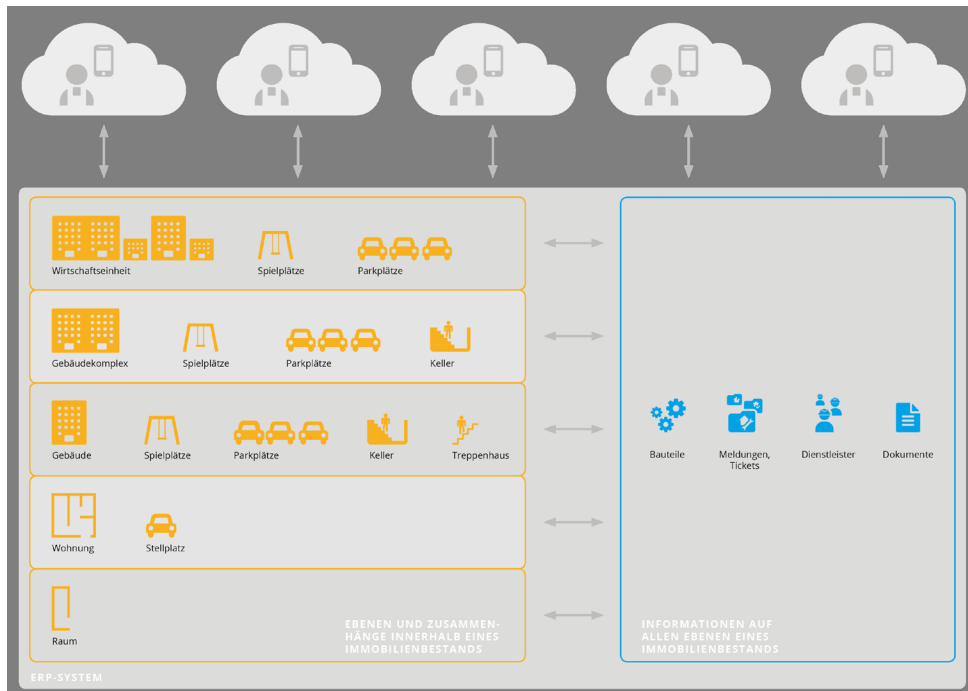 Wirtschaftseinheit
Spielplätze
Parkplätze
Gebäudekomplex
Spielplätze
Parkplätze
Keller
Gebäude
Spielplätze
Parkplätze
Keller
Treppenhaus
Wohnung
Stellplatz
Raum
EBENEN UND ZUSAMMEN-
HÄNGE INNERHALB EINES
IMMOBILIENBESTANDS
Bauteile
Meldungen,
Tickets
Dienstleister
Dokumente
INFORMATIONEN AUF
ALLEN EBENEN EINES
IMMOBILIENBESTANDS
ERP-SYSTEM